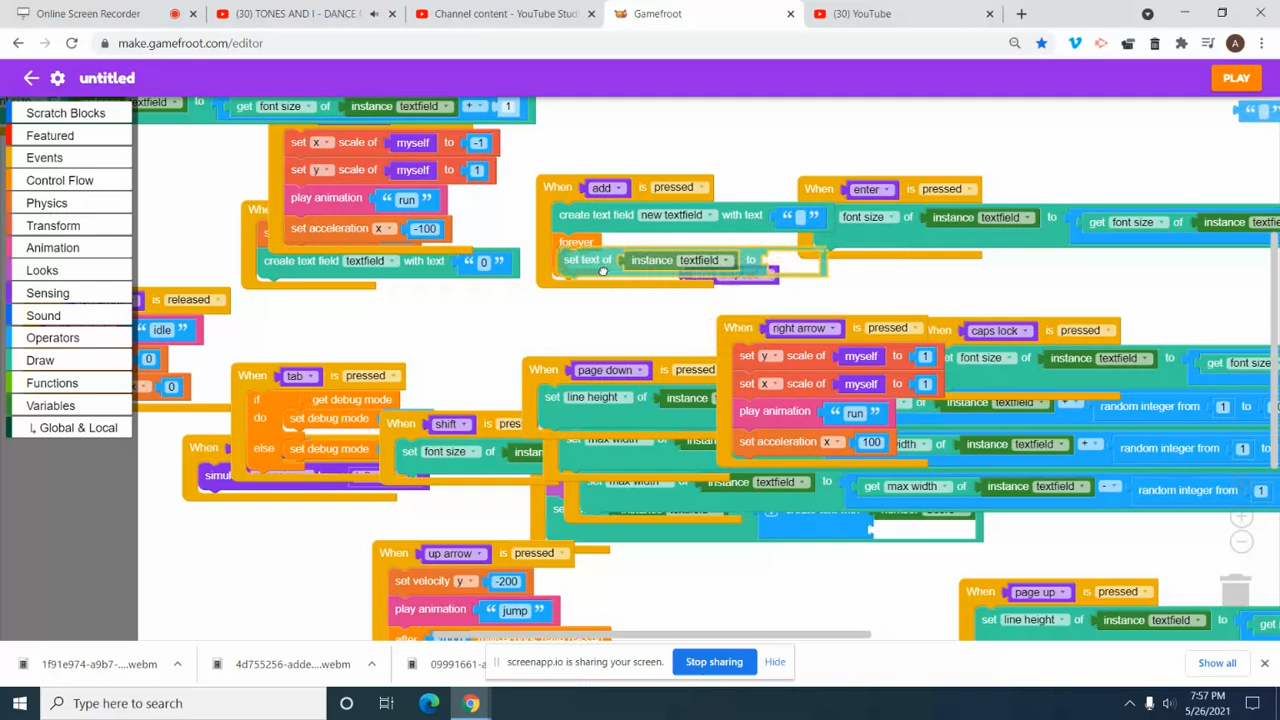 Online Screen Recorder
(30) TONES AND I - DANCE
Channel content - YouTube Stud
Gamefroot
(30) YouTube
make.gamefroot.com/editor
A
untitled
PLAY
Scratch Blocks
Featured
Events
Control Flow
Physics
Transform
Animation
Looks
Sensing
Sound
Operators
Draw
Functions
Variables
Global & Local
textfield to get font size of instance textfield + 1
set x scale of myself to -1
set y scale of myself to 1
play animation “ run ”
set acceleration x -100
create text field textfield with text “ 0 ”
When add is pressed
create text field new textfield with text “ ”
forever
set text of instance textfield to
When enter is pressed
font size of instance textfield to get font size of instance textfield
is released
idle ”
0
0
When tab is pressed
if get debug mode
do set debug mode
else set debug mode
When
When shift is pres
set font size of instan
When page down is pressed
set line height of instan
When right arrow is pressed
set y scale of myself to 1
set x scale of myself to 1
play animation “ run ”
set acceleration x 100
When caps lock is pressed
font size of instance textfield to get font size
instance textfield random integer from 1 to
instance textfield + random integer from 1
set max width of instance textfield to get max width of instance textfield - random integer from 1
When up arrow is pressed
set velocity y -200
play animation “ jump ”
after
When page up is pressed
set line height of instance textfield to get
1f91e974-a9b7-....webm
4d755256-adde....webm
09991661-a
screenapp.io is sharing your screen.
Stop sharing
Hide
Show all
Type here to search
7:57 PM
5/26/2021